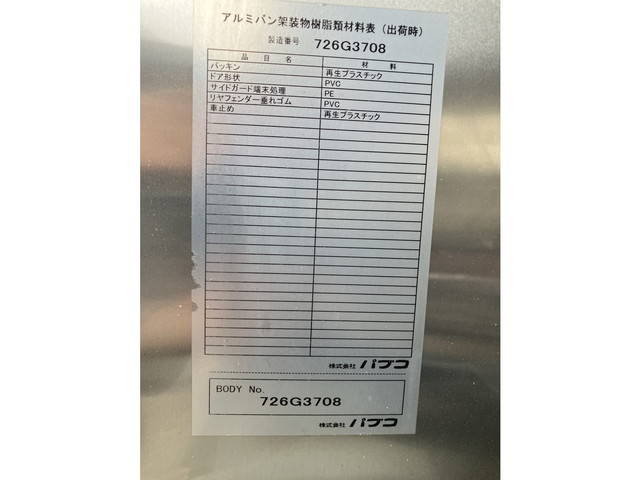 アルミバン架装物樹脂類材料表（出荷時）
製造番号 726G3708
品目名 材料
パッキン 再生プラスチック
ドア形状 PVC
サイドガード端末処理 PE
リヤフェンダー垂れゴム PVC
車止め 再生プラスチック
株式会社 パブコ
BODY No.
726G3708
株式会社 パブコ